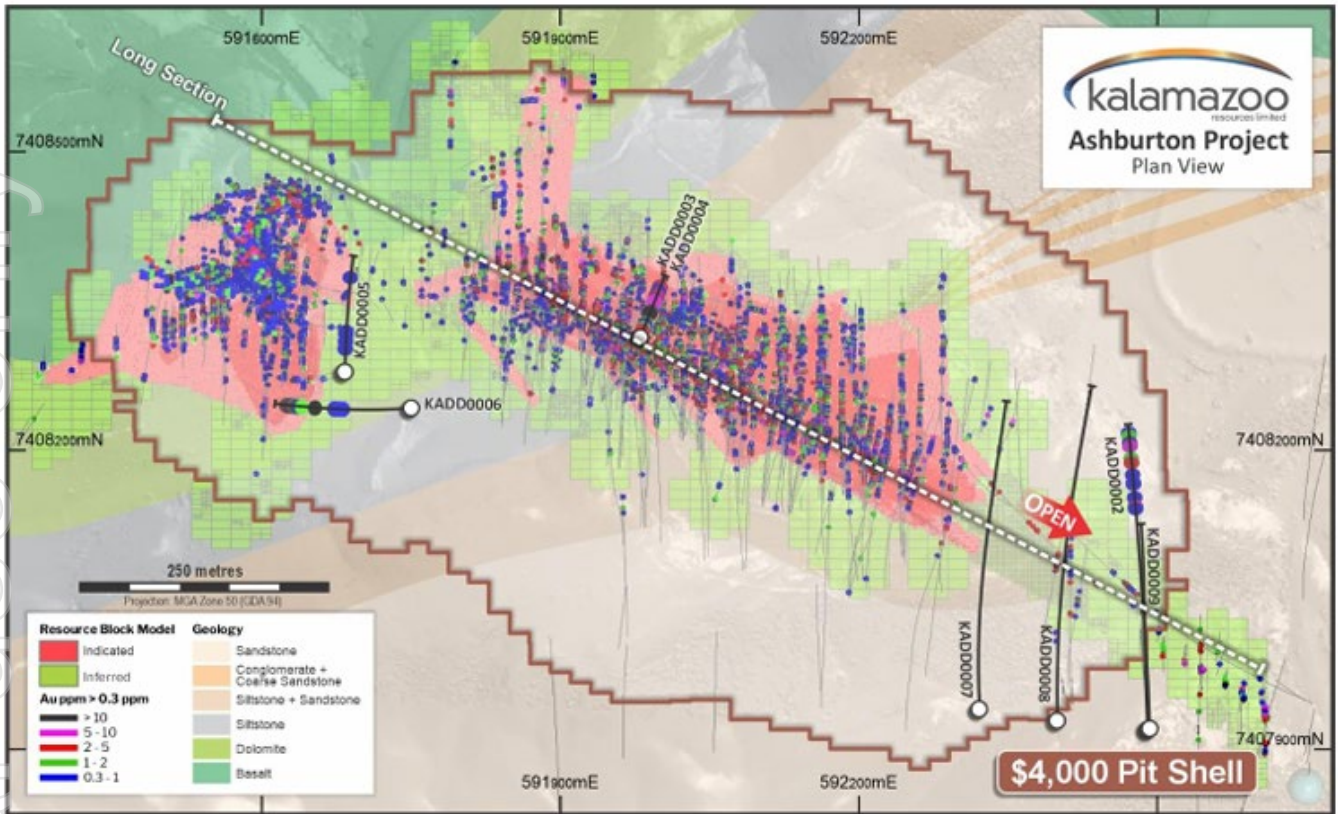 591600mE
591900mE
592200mE
Long Section
kalamazoo
resources limited
Ashburton Project
Plan View
7408500mN
KADD0003
KADD0004
KADD0005
KADD0006
7408200mN
7408200mN
KADD0002
OPEN
KADD0009
KADD0007
KADD0008
250 metres
Projection: MGA Zone 50 (GDA 94)
Resource Block Model
Indicated
Inferred
Au ppm > 0.3 ppm
> 10
5 - 10
2 - 5
1 - 2
0.3 - 1
Geology
Sandstone
Conglomerate +
Coarse Sandstone
Siltstone + Sandstone
Siltstone
Dolomite
Basalt
7407900mN
591900mE
592200mE
$4,000 Pit Shell